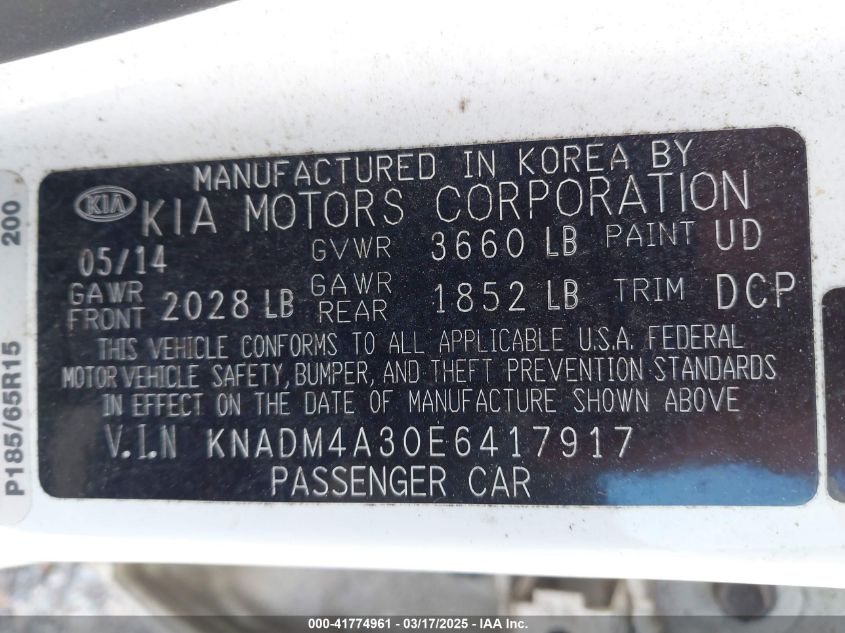 MANUFACTURED IN KOREA BY
KIA KIA MOTORS CORPORATION
05/14 GVWR 3660 LB PAINT UD
GAWR FRONT 2028 LB GAWR REAR 1852 LB TRIM DCP
THIS VEHICLE CONFORMS TO ALL APPLICABLE U.S.A. FEDERAL
MOTOR VEHICLE SAFETY, BUMPER, AND THEFT PREVENTION STANDARDS
IN EFFECT ON THE DATE OF MANUFACTURE SHOWN ABOVE
V.I.N KNADM4A30E6417917
PASSENGER CAR
P185/65R15 200
000-41774961 - 03/17/2025 - IAA Inc.